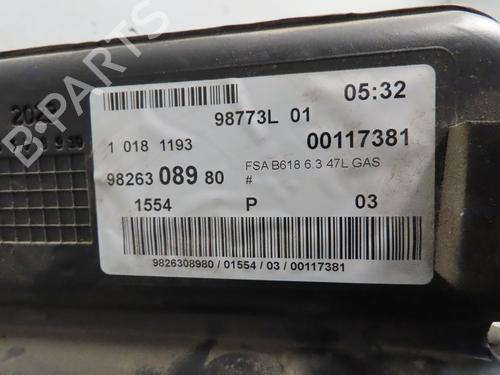 B-PARTS
98773L 01 05:32
1 018 1193 00117381
98263 089 80 FSA B618 6.3 47L GAS
#
1554 P 03
9826308980 / 01554 / 03 / 00117381